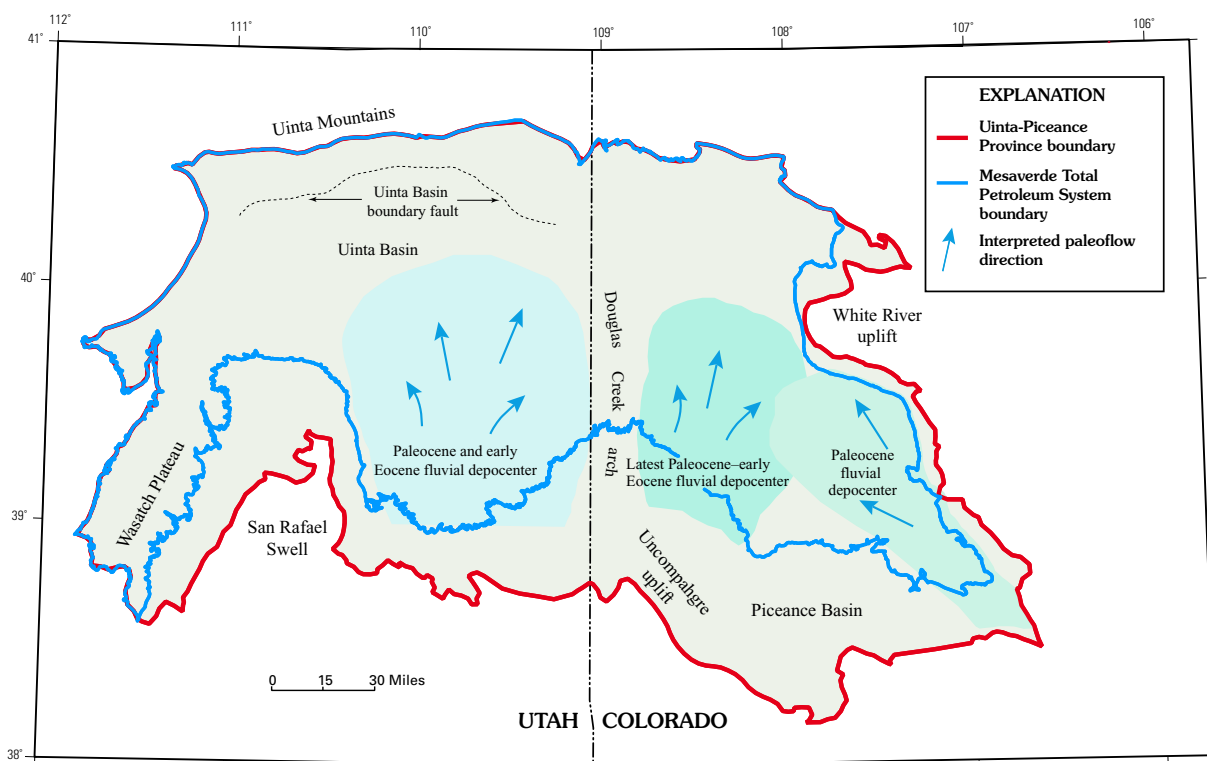 112°
111°
110°
109°
108°
107°
106°
41°
40°
39°
38°
EXPLANATION
Uinta-Piceance
Province boundary
Mesaverde Total
Petroleum System
boundary
Interpreted paleoflow
direction
Uinta Mountains
Uinta Basin
boundary fault
Uinta Basin
Douglas
Creek
arch
White River
uplift
Paleocene and early
Eocene fluvial depocenter
Latest Paleocene–early
Eocene fluvial depocenter
Paleocene
fluvial
depocenter
Wasatch Plateau
San Rafael
Swell
Uncompahgre
uplift
Piceance Basin
0 15 30 Miles
UTAH COLORADO